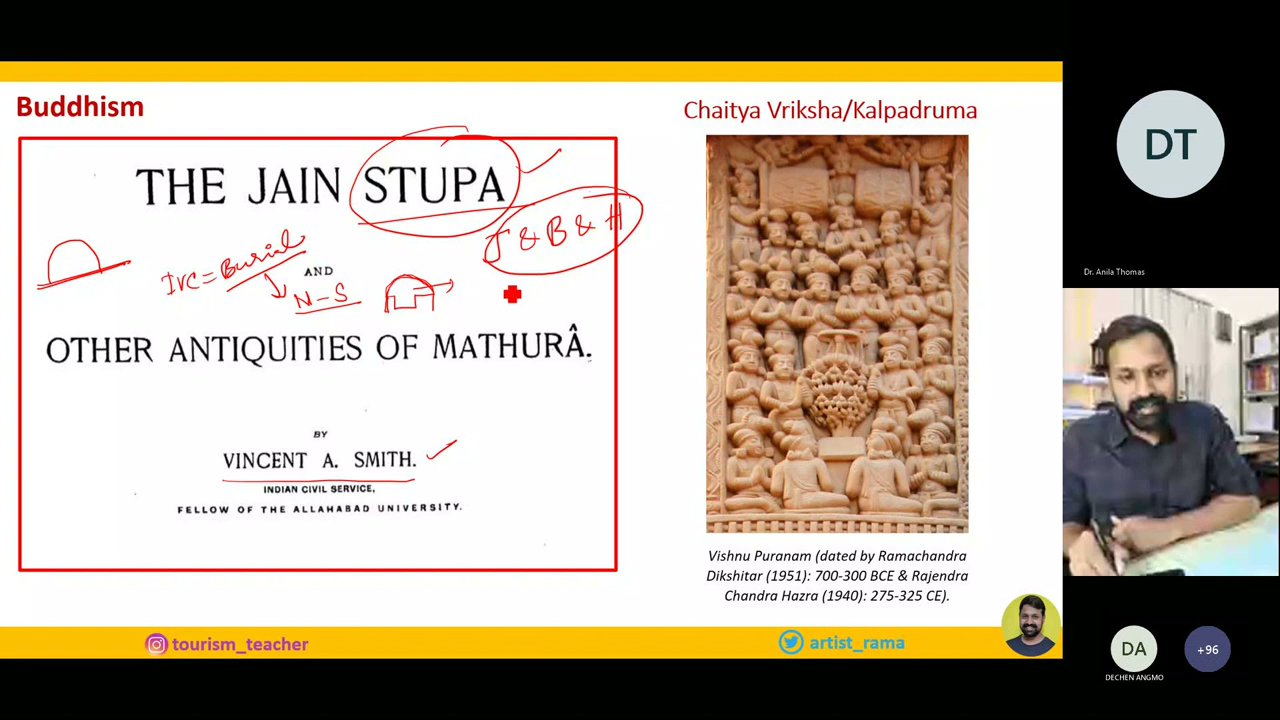 Buddhism
Chaitya Vriksha/Kalpadruma
THE JAIN STUPA
J & B & H
IVC = Burial
N-S
AND
OTHER ANTIQUITIES OF MATHURÂ.
BY
VINCENT A. SMITH.
INDIAN CIVIL SERVICE,
FELLOW OF THE ALLAHABAD UNIVERSITY.
Vishnu Puranam (dated by Ramachandra
Dikshitar (1951): 700-300 BCE & Rajendra
Chandra Hazra (1940): 275-325 CE).
tourism_teacher
artist_rama
DT
Dr. Anila Thomas
DA
DECHEN ANGMO
+96